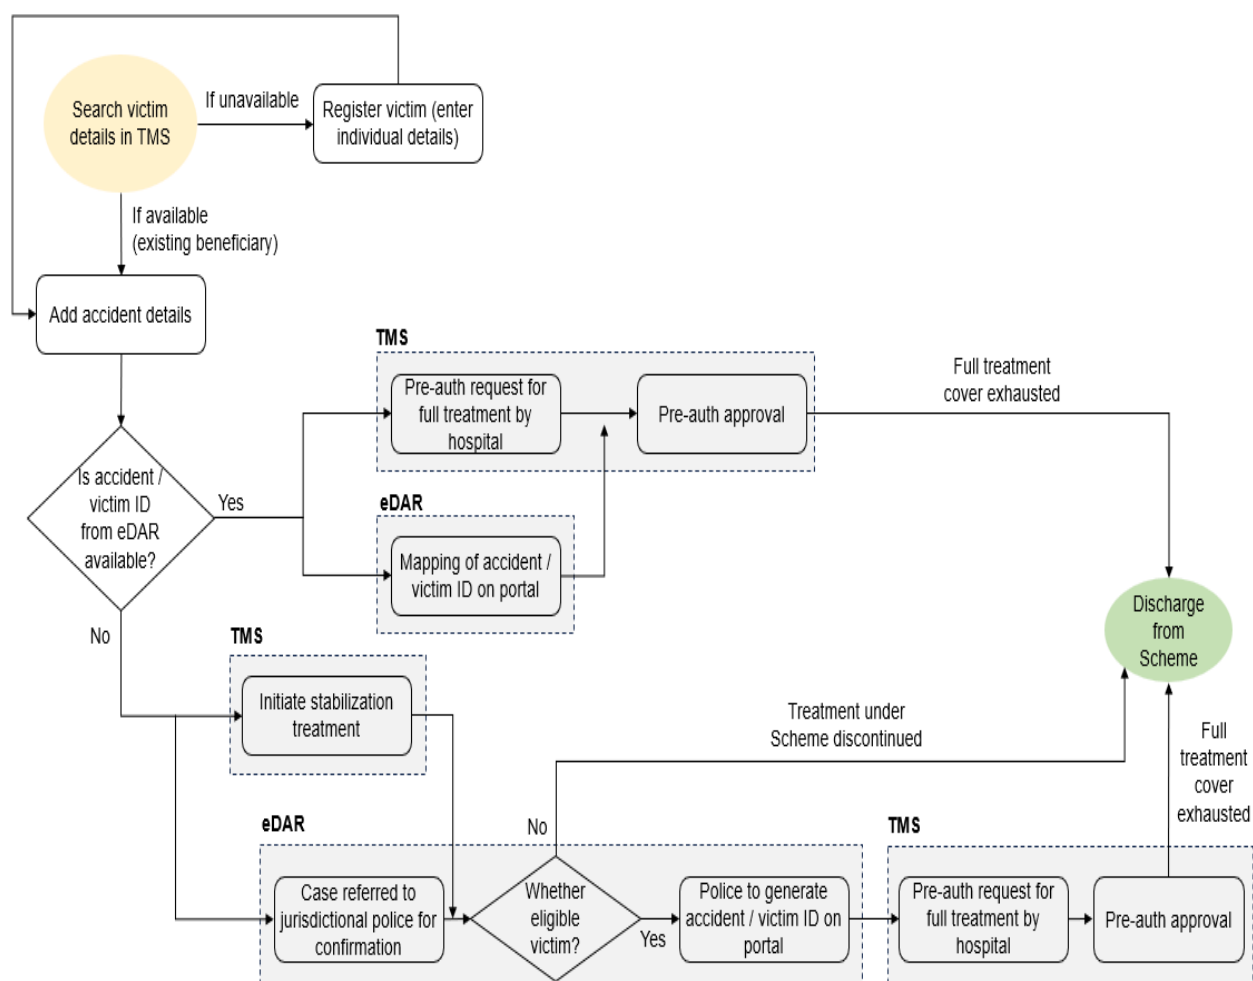 Search victim
details in TMS
If unavailable
Register victim (enter
individual details)
If available
(existing beneficiary)
Add accident details
Is accident /
victim ID
from eDAR
available?
Yes
No
TMS
Pre-auth request for
full treatment by
hospital
Pre-auth approval
Full treatment
cover exhausted
eDAR
Mapping of accident /
victim ID on portal
Discharge
from
Scheme
TMS
Initiate stabilization
treatment
Treatment under
Scheme discontinued
Full
treatment
cover
exhausted
eDAR
Case referred to
jurisdictional police for
confirmation
No
Whether
eligible
victim?
Yes
Police to generate
accident / victim ID on
portal
TMS
Pre-auth request for
full treatment by
hospital
Pre-auth approval